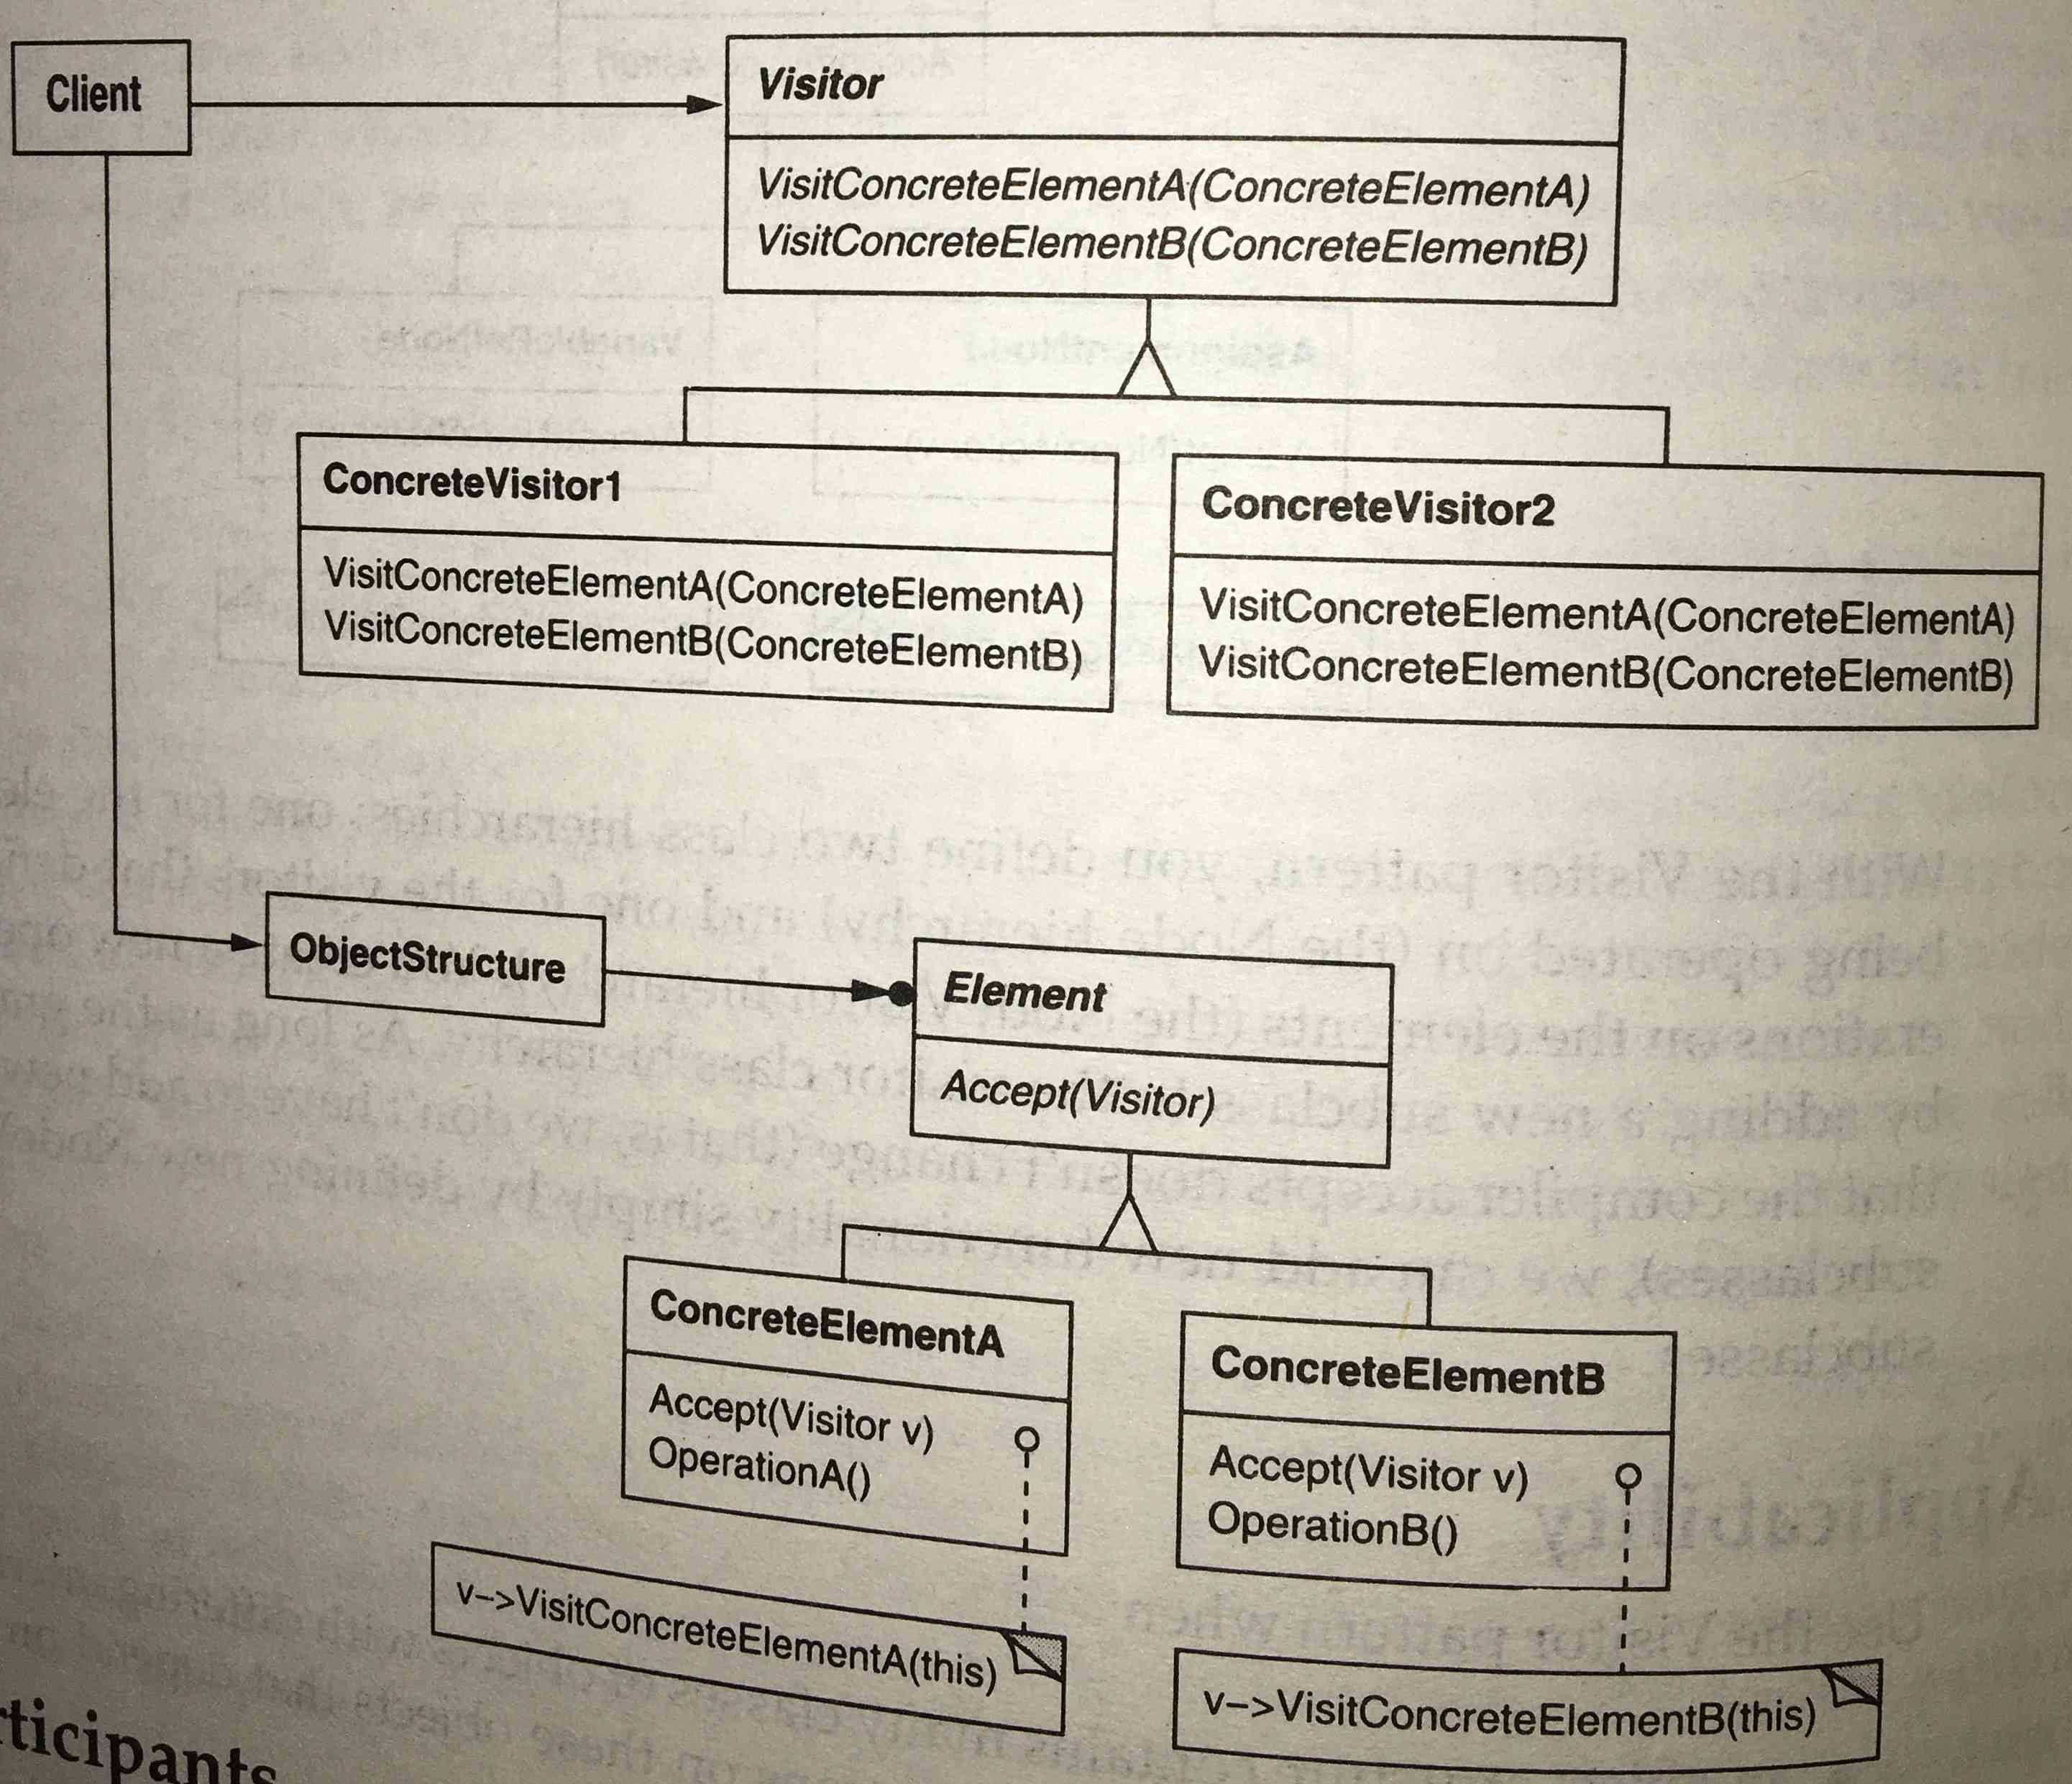 Client
Visitor
VisitConcreteElementA(ConcreteElementA)
VisitConcreteElementB(ConcreteElementB)
ConcreteVisitor1
VisitConcreteElementA(ConcreteElementA)
VisitConcreteElementB(ConcreteElementB)
ConcreteVisitor2
VisitConcreteElementA(ConcreteElementA)
VisitConcreteElementB(ConcreteElementB)
ObjectStructure
Element
Accept(Visitor)
ConcreteElementA
Accept(Visitor v)
OperationA()
ConcreteElementB
Accept(Visitor v)
OperationB()
v–>VisitConcreteElementA(this)
v–>VisitConcreteElementB(this)
rticipants